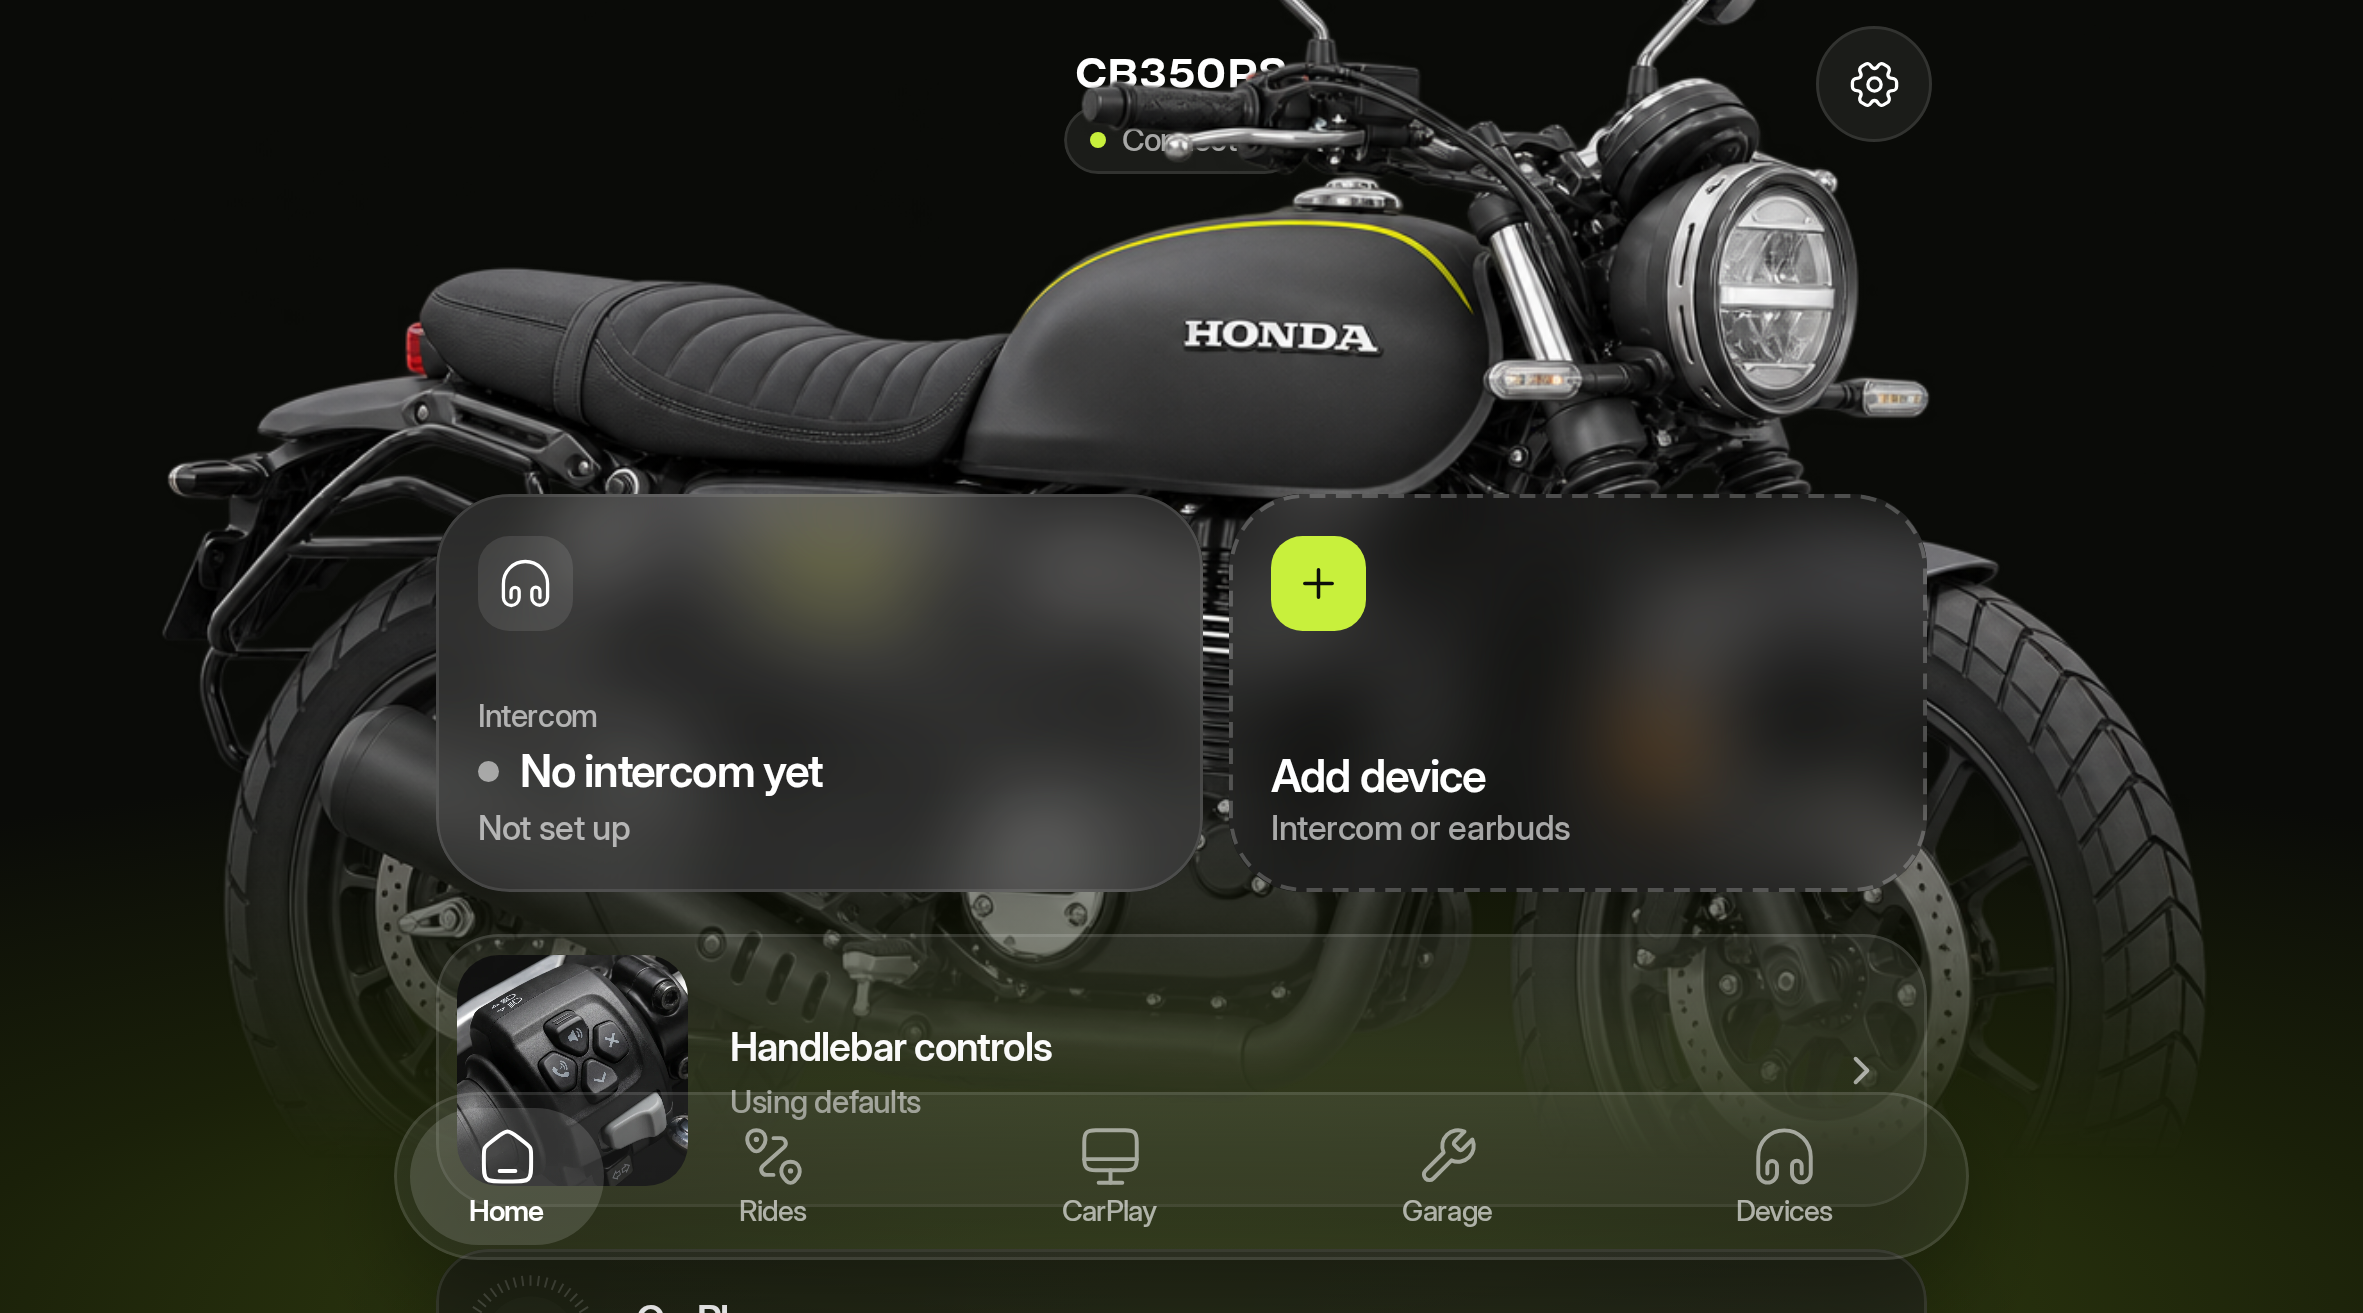 HONDA
Intercom
No intercom yet
Not set up
Add device
Intercom or earbuds
Handlebar controls
Using defaults
Home
Rides
CarPlay
Garage
Devices